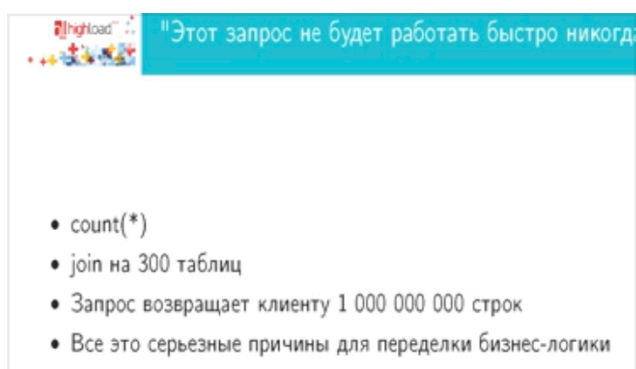 highload
"Этот запрос не будет работать быстро никогда
count(*)
join на 300 таблиц
Запрос возвращает клиенту 1 000 000 000 строк
Все это серьезные причины для переделки бизнес-логики